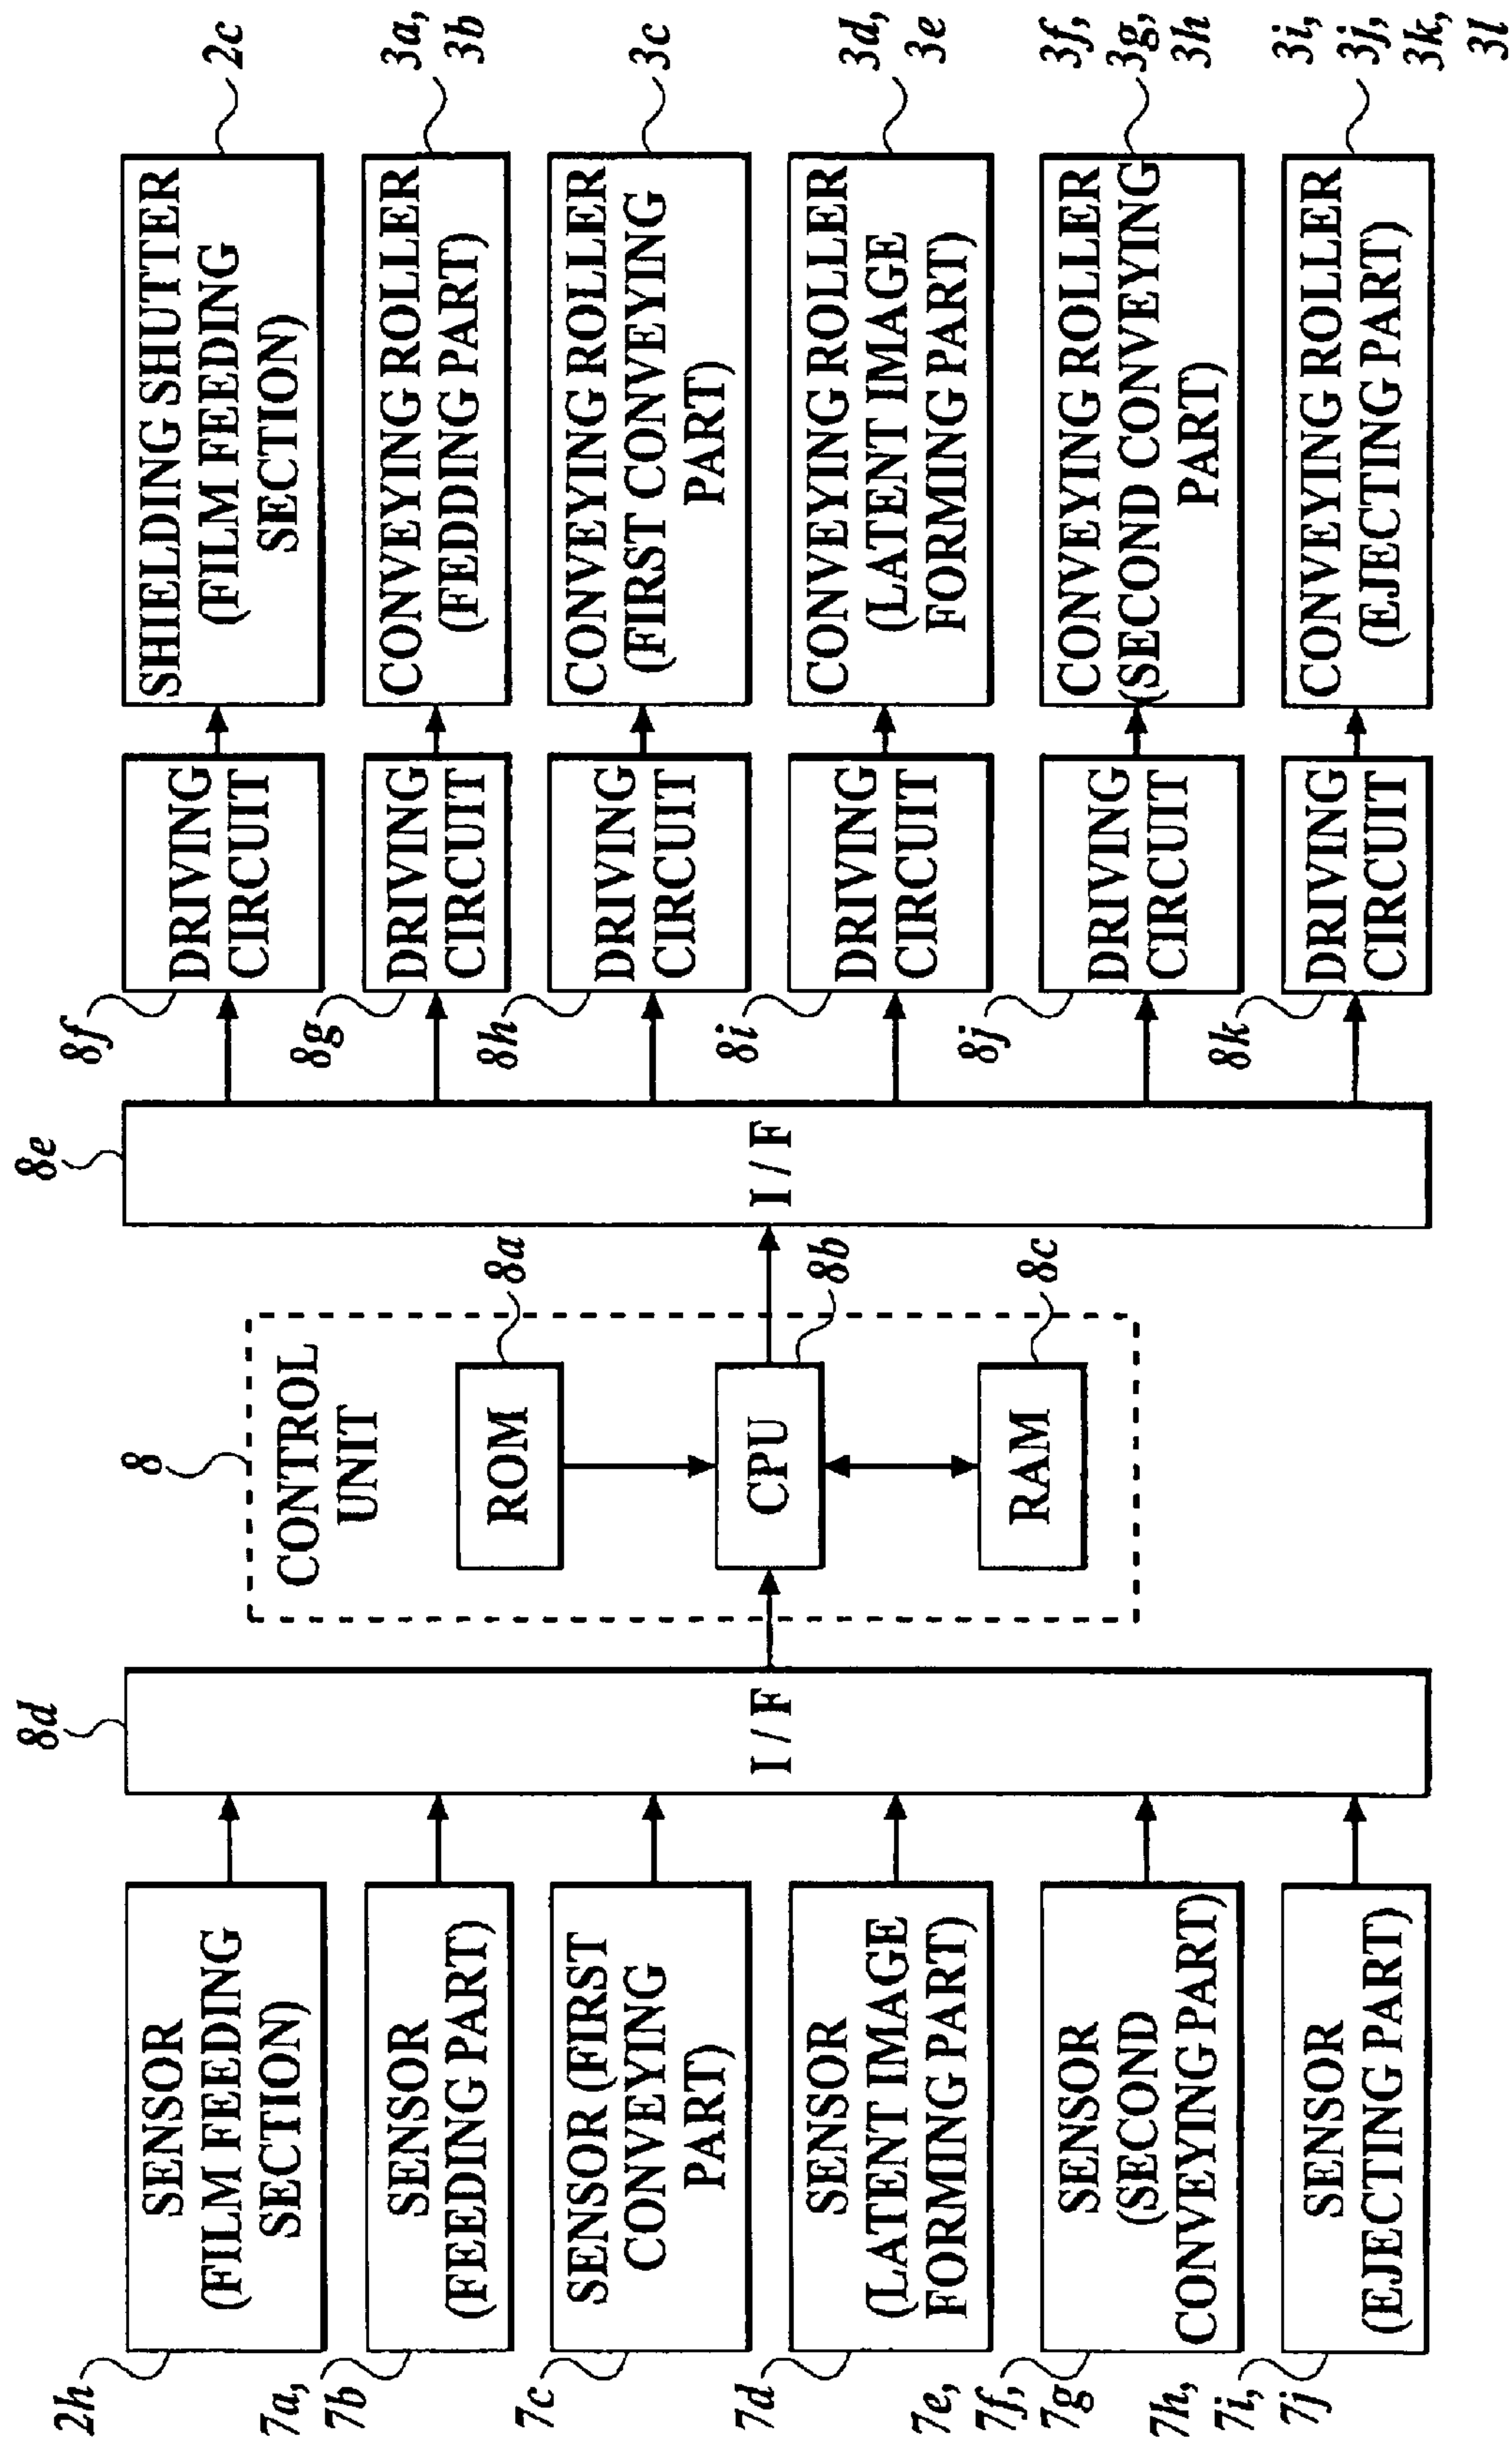 2h
SENSOR
(FILM FEEDING
SECTION)
7a,
7b
SENSOR
(FEEDING PART)
7c
SENSOR (FIRST
CONVEYING
PART)
7d
SENSOR
(LATENT IMAGE
FORMING PART)
7e,
7f,
7g
SENSOR
(SECOND
CONVEYING PART)
7h,
7i,
7j
SENSOR
(EJECTING PART)
8d
I / F
8
CONTROL
UNIT
ROM
8a
CPU
8b
RAM
8c
8e
I / F
8f
DRIVING
CIRCUIT
8g
DRIVING
CIRCUIT
8h
DRIVING
CIRCUIT
8i
DRIVING
CIRCUIT
8j
DRIVING
CIRCUIT
8k
DRIVING
CIRCUIT
SHIELDING SHUTTER
(FILM FEEDING
SECTION)
2c
CONVEYING ROLLER
(FEDDING PART)
3a,
3b
CONVEYING ROLLER
(FIRST CONVEYING
PART)
3c
CONVEYING ROLLER
(LATENT IMAGE
FORMING PART)
3d,
3e
CONVEYING ROLLER
(SECOND CONVEYING
PART)
3f,
3g,
3h
CONVEYING ROLLER
(EJECTING PART)
3i,
3j,
3k,
3l